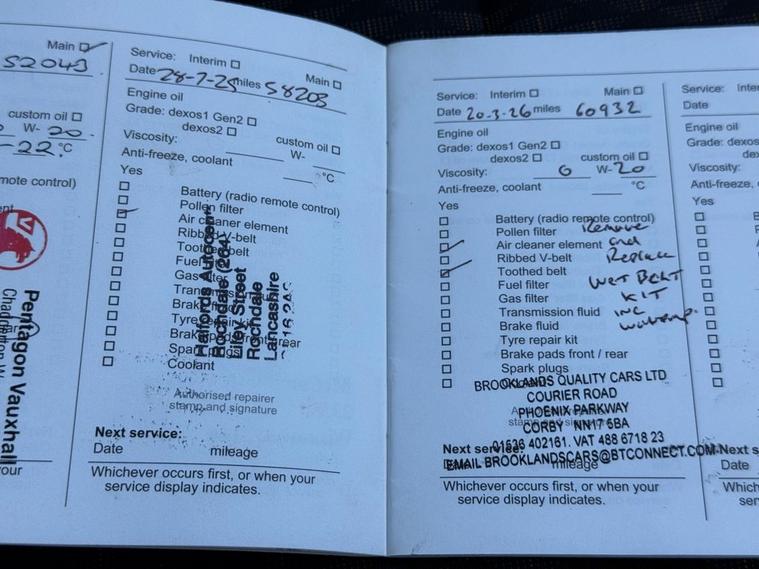 Main
52043
custom oil
W- 20
-22 °C
mote control)
Pentagon Vauxhall
Service: Interim Main
Date 28-7-25 miles 58203
Engine oil
Grade: dexos1 Gen2
dexos2 custom oil
Viscosity: W-
Anti-freeze, coolant °C
Yes
Battery (radio remote control)
Pollen filter
Air cleaner element
Ribbed V-belt
Toothed belt
Fuel
Gas filter
Transmission
Brake
Tyre repair kit
Brake pads front / rear
Spark plugs
Coolant
Halfords Autocentre
Rochdale (264)
Lilley Street
Rochdale
Lancashire
Authorised repairer
stamp and signature
Next service:
Date mileage
Whichever occurs first, or when your
service display indicates.
Service: Interim Main
Date 20-3-26 miles 60932
Engine oil
Grade: dexos1 Gen2
dexos2 custom oil
Viscosity: 0 W-20
Anti-freeze, coolant °C
Yes
Battery (radio remote control)
Pollen filter Remove
Air cleaner element and
Ribbed V-belt Replace
Toothed belt
Fuel filter WET BELT
Gas filter KIT
Transmission fluid INC
Brake fluid
Tyre repair kit
Brake pads front / rear
Spark plugs
BROOKLANDS QUALITY CARS LTD
COURIER ROAD
PHOENIX PARKWAY
CORBY NN17 5BA
01536 402161. VAT 488 6718 23
EMAIL BROOKLANDSCARS@BTCONNECT.COM
Next service:
mileage
Whichever occurs first, or when your
service display indicates.
Service: Inte
Date
Engine oil
Grade: dexos
dex
Viscosity:
Anti-freeze,
Yes
Next s
Date
Which
ser